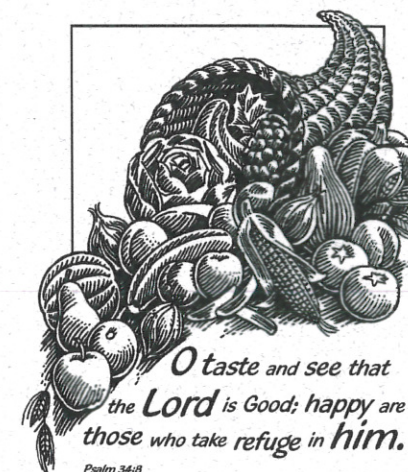 O taste and see that
the Lord is Good; happy are
those who take refuge in him.
Psalm 34:8